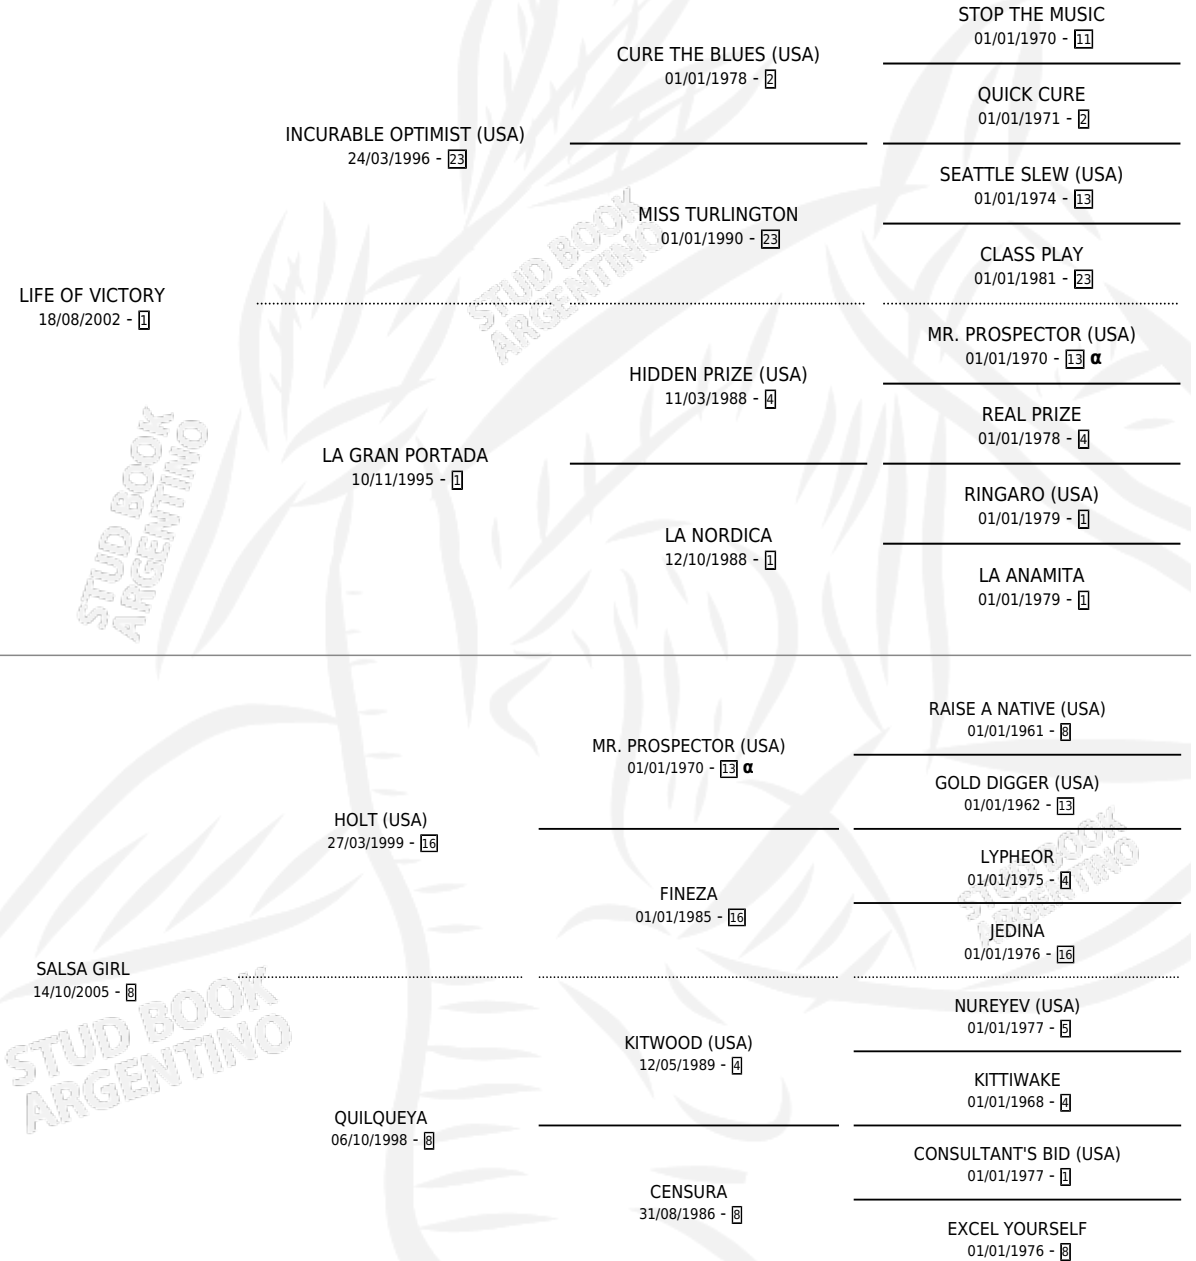 STOP THE MUSIC
01/01/1970 - 11
CURE THE BLUES (USA)
01/01/1978 - 2
QUICK CURE
01/01/1971 - 2
INCURABLE OPTIMIST (USA)
24/03/1996 - 23
SEATTLE SLEW (USA)
01/01/1974 - 13
MISS TURLINGTON
01/01/1990 - 23
CLASS PLAY
01/01/1981 - 23
LIFE OF VICTORY
18/08/2002 - 1
MR. PROSPECTOR (USA)
01/01/1970 - 13 α
HIDDEN PRIZE (USA)
11/03/1988 - 4
REAL PRIZE
01/01/1978 - 4
LA GRAN PORTADA
10/11/1995 - 1
RINGARO (USA)
01/01/1979 - 1
LA NORDICA
12/10/1988 - 1
LA ANAMITA
01/01/1979 - 1
RAISE A NATIVE (USA)
01/01/1961 - 8
MR. PROSPECTOR (USA)
01/01/1970 - 13 α
GOLD DIGGER (USA)
01/01/1962 - 13
HOLT (USA)
27/03/1999 - 16
LYPHEOR
01/01/1975 - 4
FINEZA
01/01/1985 - 16
JEDINA
01/01/1976 - 16
SALSA GIRL
14/10/2005 - 8
NUREYEV (USA)
01/01/1977 - 5
KITWOOD (USA)
12/05/1989 - 4
KITTIWAKE
01/01/1968 - 4
QUILQUEYA
06/10/1998 - 8
CONSULTANT'S BID (USA)
01/01/1977 - 1
CENSURA
31/08/1986 - 8
EXCEL YOURSELF
01/01/1976 - 8
STUD BOOK
ARGENTINO
STUD BOOK
ARGENTINO
STUD BOOK
ARGENTINO
STUD BOOK
ARGENTINO